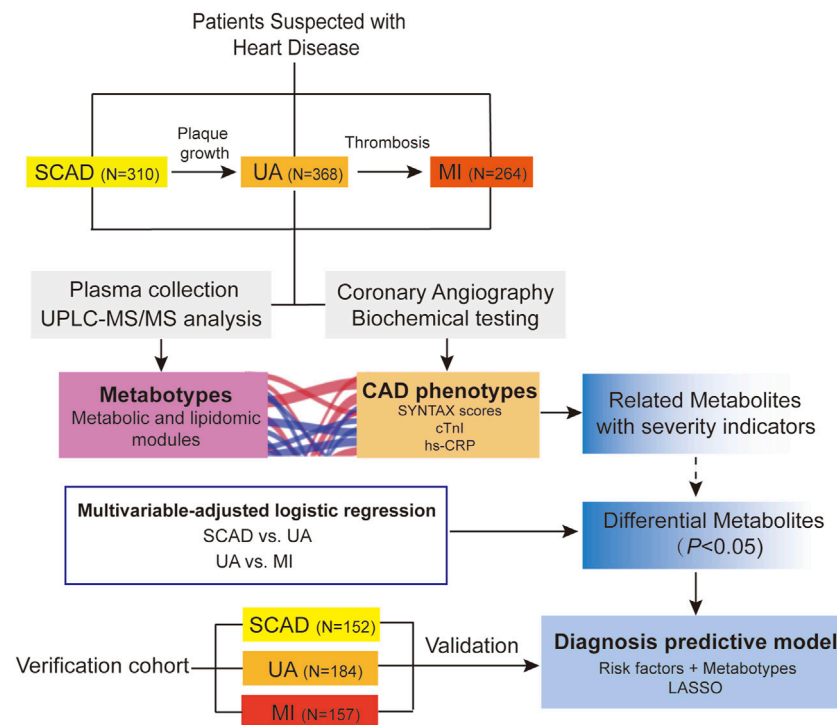 Patients Suspected with
Heart Disease
Plaque
growth
Thrombosis
SCAD (N=310)
UA (N=368)
MI (N=264)
Plasma collection
UPLC-MS/MS analysis
Coronary Angiography
Biochemical testing
Metabotypes
Metabolic and lipidomic
modules
CAD phenotypes
SYNTAX scores
cTnl
hs-CRP
Related Metabolites
with severity indicators
Multivariable-adjusted logistic regression
SCAD vs. UA
UA vs. MI
Differential Metabolites
(P<0.05)
Verification cohort
SCAD (N=152)
UA (N=184)
MI (N=157)
Validation
Diagnosis predictive model
Risk factors + Metabotypes
LASSO